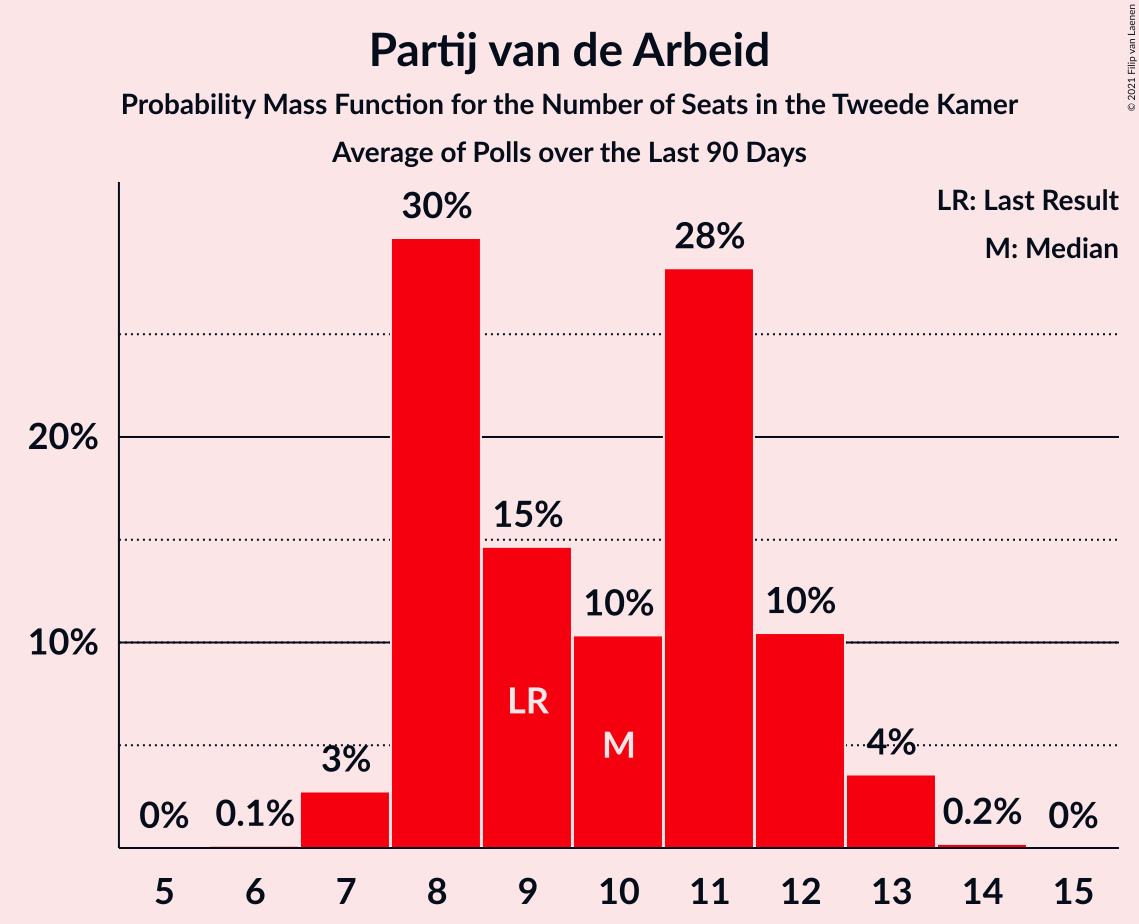 Partij van de Arbeid
Probability Mass Function for the Number of Seats in the Tweede Kamer
Average of Polls over the Last 90 Days
© 2021 Filip van Laenen
LR: Last Result
M: Median
30%
28%
20%
15%
10%
10%
10%
LR
M
4%
3%
0%
0.1%
0.2%
0%
5 6 7 8 9 10 11 12 13 14 15